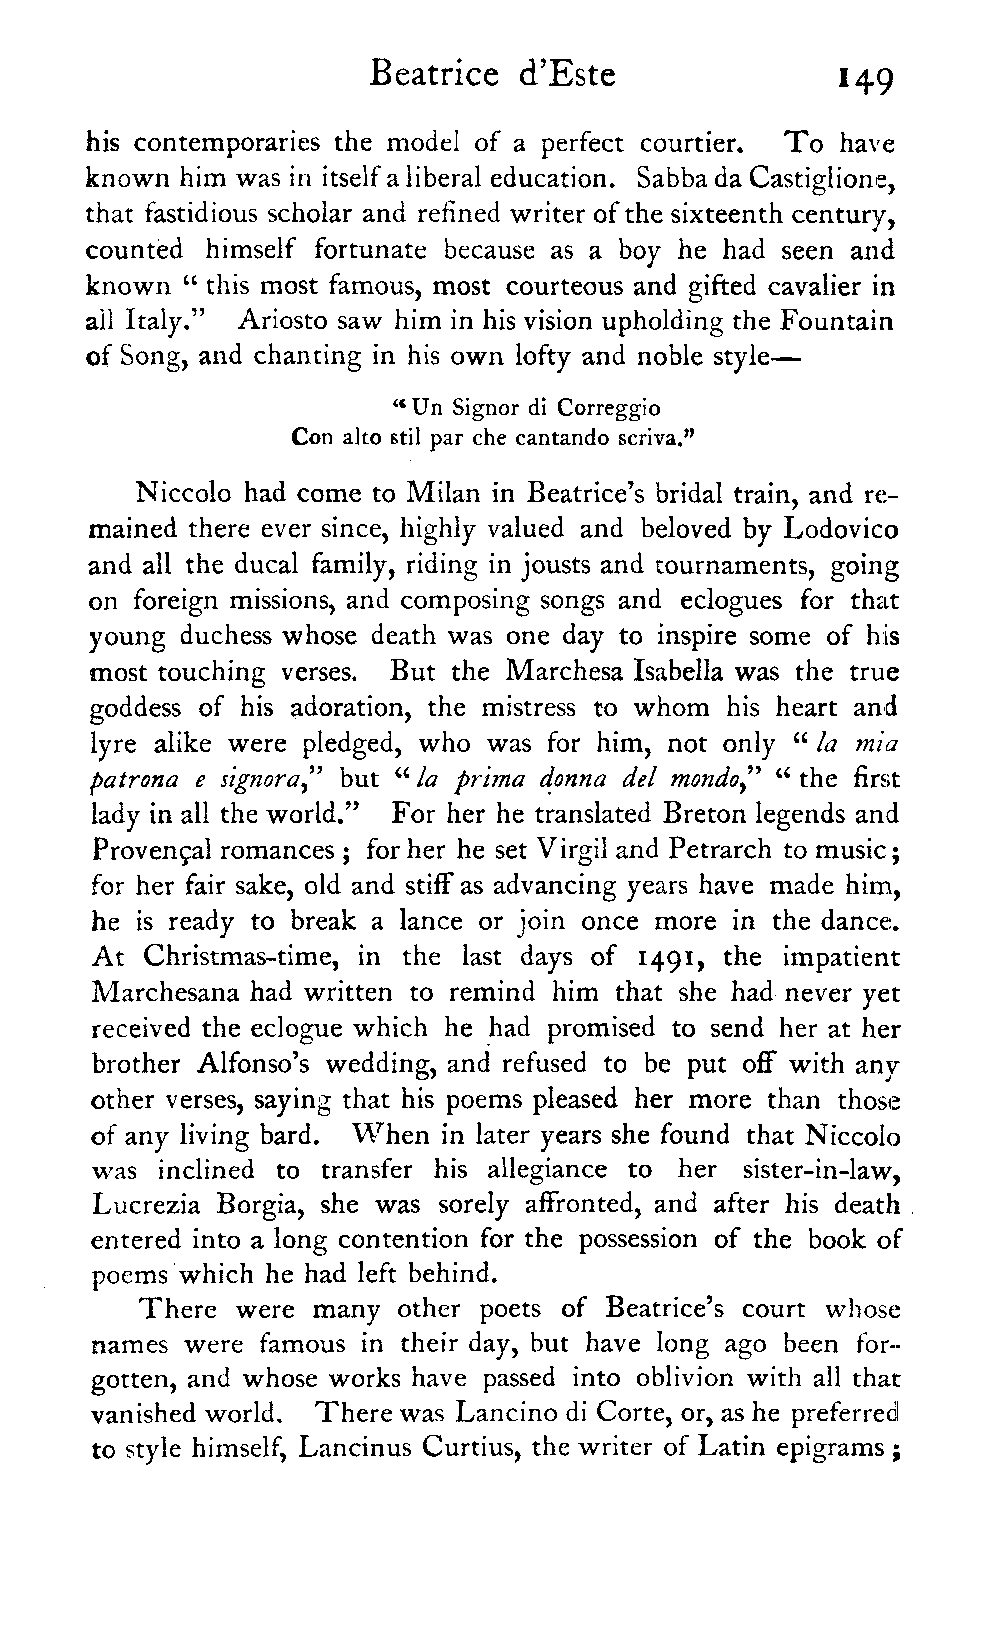 Beatrice d'Este 149
his contemporaries the model of a perfect courtier. To have
known him was in itself a liberal education. Sabba da Castiglione,
that fastidious scholar and refined writer of the sixteenth century,
counted himself fortunate because as a boy he had seen and
known “ this most famous, most courteous and gifted cavalier in
all Italy.” Ariosto saw him in his vision upholding the Fountain
of Song, and chanting in his own lofty and noble style—
“ Un Signor di Correggio
Con alto stil par che cantando scriva.”
Niccolo had come to Milan in Beatrice's bridal train, and re-
mained there ever since, highly valued and beloved by Lodovico
and all the ducal family, riding in jousts and tournaments, going
on foreign missions, and composing songs and eclogues for that
young duchess whose death was one day to inspire some of his
most touching verses. But the Marchesa Isabella was the true
goddess of his adoration, the mistress to whom his heart and
lyre alike were pledged, who was for him, not only “ la mia
patrona e signora,” but “ la prima donna del mondo,” “ the first
lady in all the world.” For her he translated Breton legends and
Provençal romances ; for her he set Virgil and Petrarch to music ;
for her fair sake, old and stiff as advancing years have made him,
he is ready to break a lance or join once more in the dance.
At Christmas-time, in the last days of 1491, the impatient
Marchesana had written to remind him that she had never yet
received the eclogue which he had promised to send her at her
brother Alfonso's wedding, and refused to be put off with any
other verses, saying that his poems pleased her more than those
of any living bard. When in later years she found that Niccolo
was inclined to transfer his allegiance to her sister-in-law,
Lucrezia Borgia, she was sorely affronted, and after his death
entered into a long contention for the possession of the book of
poems which he had left behind.
There were many other poets of Beatrice's court whose
names were famous in their day, but have long ago been for-
gotten, and whose works have passed into oblivion with all that
vanished world. There was Lancino di Corte, or, as he preferred
to style himself, Lancinus Curtius, the writer of Latin epigrams ;